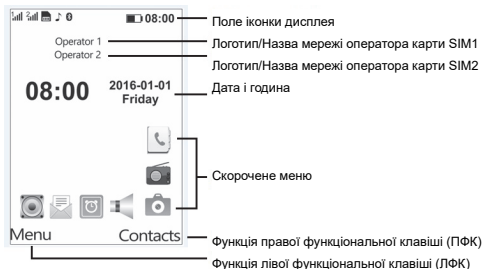 08:00
Поле іконки дисплея
Operator 1
Логотип/Назва мережі оператора карти SIM1
Operator 2
Логотип/Назва мережі оператора карти SIM2
08:00
2016-01-01
Friday
Дата і година
Скорочене меню
Menu
Contacts
Функція правої функціональної клавіші (ПФК)
Функція лівої функціональної клавіші (ЛФК)